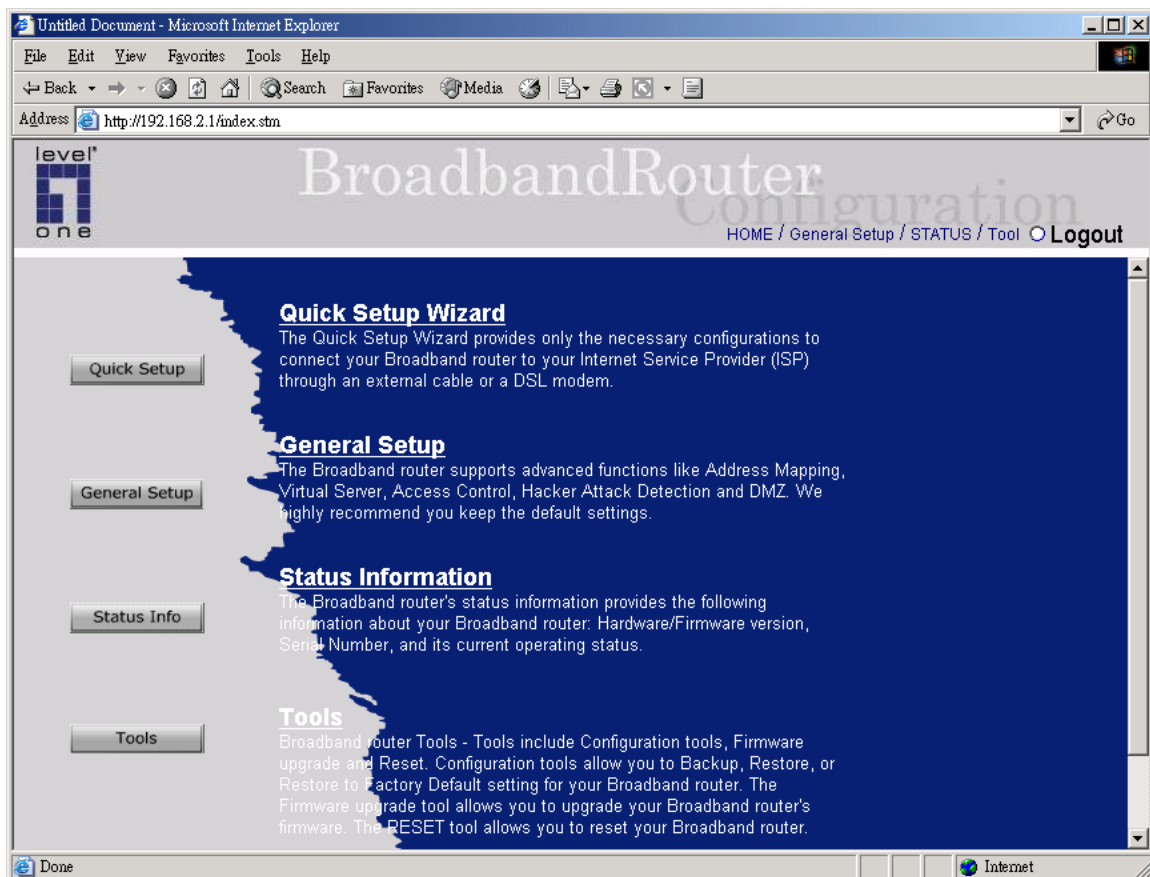 Untitled Document - Microsoft Internet Explorer
File Edit View Favorites Tools Help
Back Search Favorites Media
Address http://192.168.2.1/index.stm Go
level one
BroadbandRouter
Configuration
HOME / General Setup / STATUS / Tool Logout
Quick Setup
Quick Setup Wizard
The Quick Setup Wizard provides only the necessary configurations to
connect your Broadband router to your Internet Service Provider (ISP)
through an external cable or a DSL modem.
General Setup
General Setup
The Broadband router supports advanced functions like Address Mapping,
Virtual Server, Access Control, Hacker Attack Detection and DMZ. We
highly recommend you keep the default settings.
Status Info
Status Information
The Broadband router's status information provides the following
information about your Broadband router: Hardware/Firmware version,
Serial Number, and its current operating status.
Tools
Tools
Broadband router Tools - Tools include Configuration tools, Firmware
upgrade and Reset. Configuration tools allow you to Backup, Restore, or
Restore to Factory Default setting for your Broadband router. The
Firmware upgrade tool allows you to upgrade your Broadband router's
firmware. The RESET tool allows you to reset your Broadband router.
Done Internet